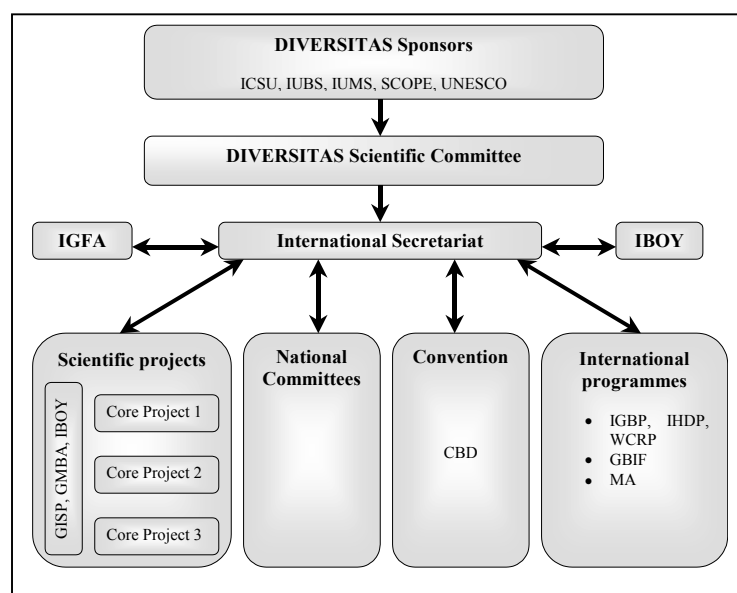 DIVERSITAS Sponsors
ICSU, IUBS, IUMS, SCOPE, UNESCO
DIVERSITAS Scientific Committee
IGFA
International Secretariat
IBOY
Scientific projects
GISP, GMBA, IBOY
Core Project 1
Core Project 2
Core Project 3
National
Committees
Convention
CBD
International
programmes
• IGBP, IHDP,
WCRP
• GBIF
• MA